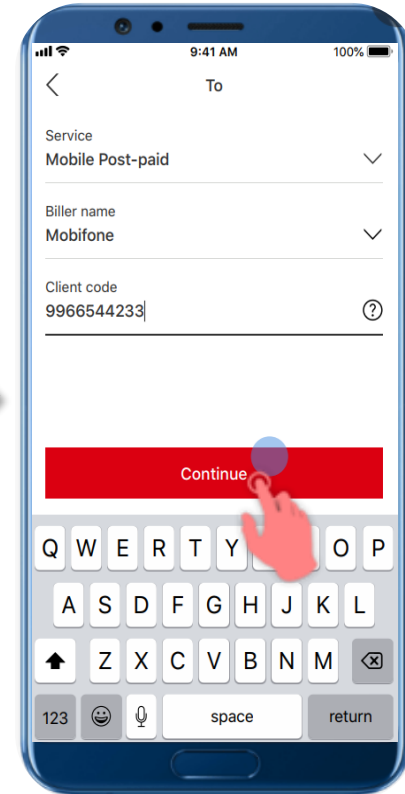 9:41 AM
100%
To
Service
Mobile Post-paid
Biller name
Mobifone
Client code
9966544233
?
Continue
Q W E R T Y O P
A S D F G H J K L
Z X C V B N M
123 space return